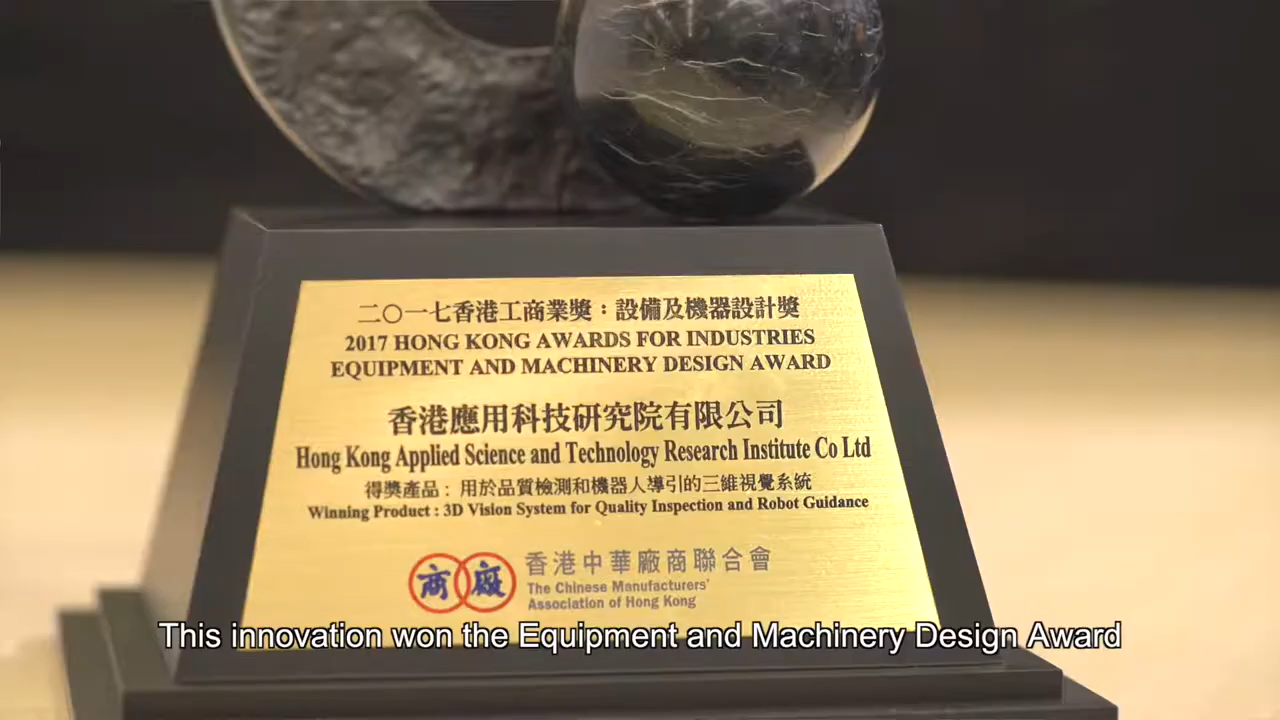 二〇一七香港工商業獎：設備及機器設計獎
2017 HONG KONG AWARDS FOR INDUSTRIES
EQUIPMENT AND MACHINERY DESIGN AWARD
香港應用科技研究院有限公司
Hong Kong Applied Science and Technology Research Institute Co Ltd
得獎產品：用於品質檢測和機器人導引的三維視覺系統
Winning Product : 3D Vision System for Quality Inspection and Robot Guidance
商廠
香港中華廠商聯合會
The Chinese Manufacturers'
Association of Hong Kong
This innovation won the Equipment and Machinery Design Award